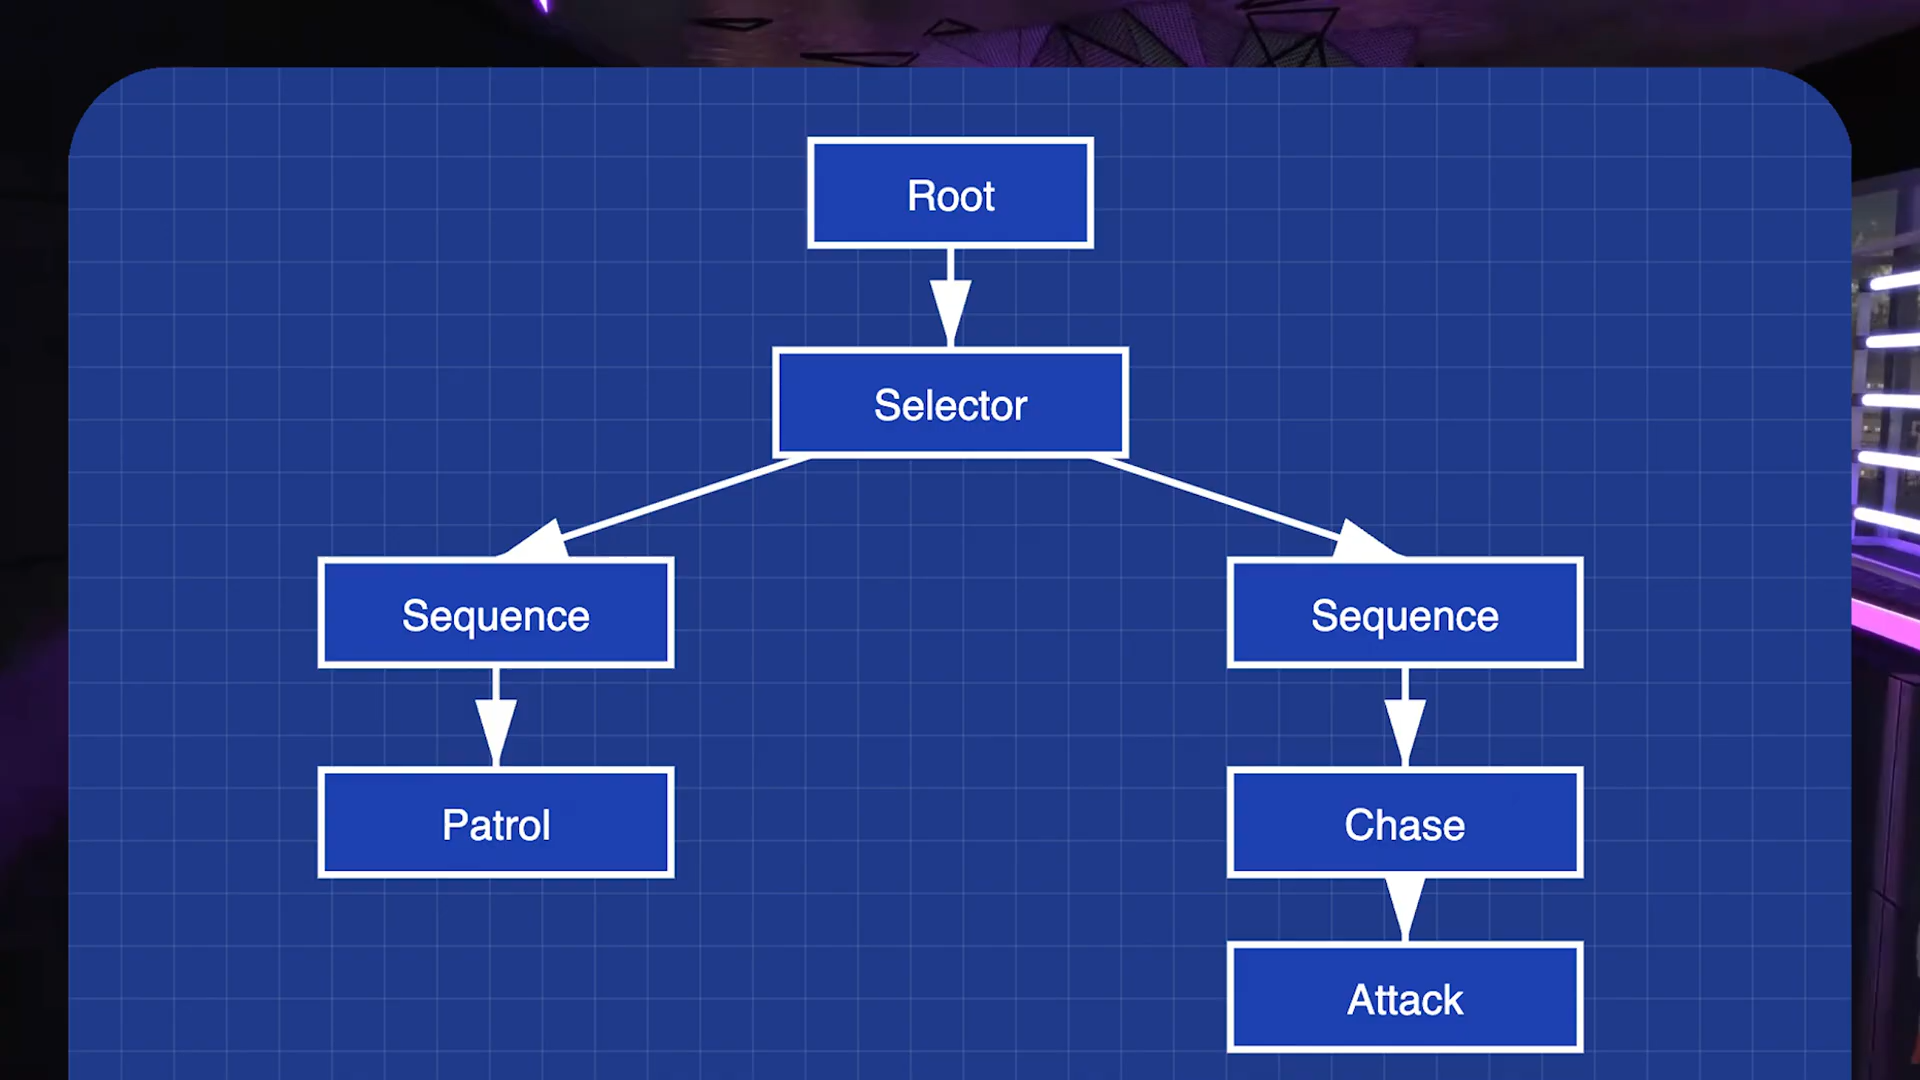 Root
Selector
Sequence
Sequence
Patrol
Chase
Attack